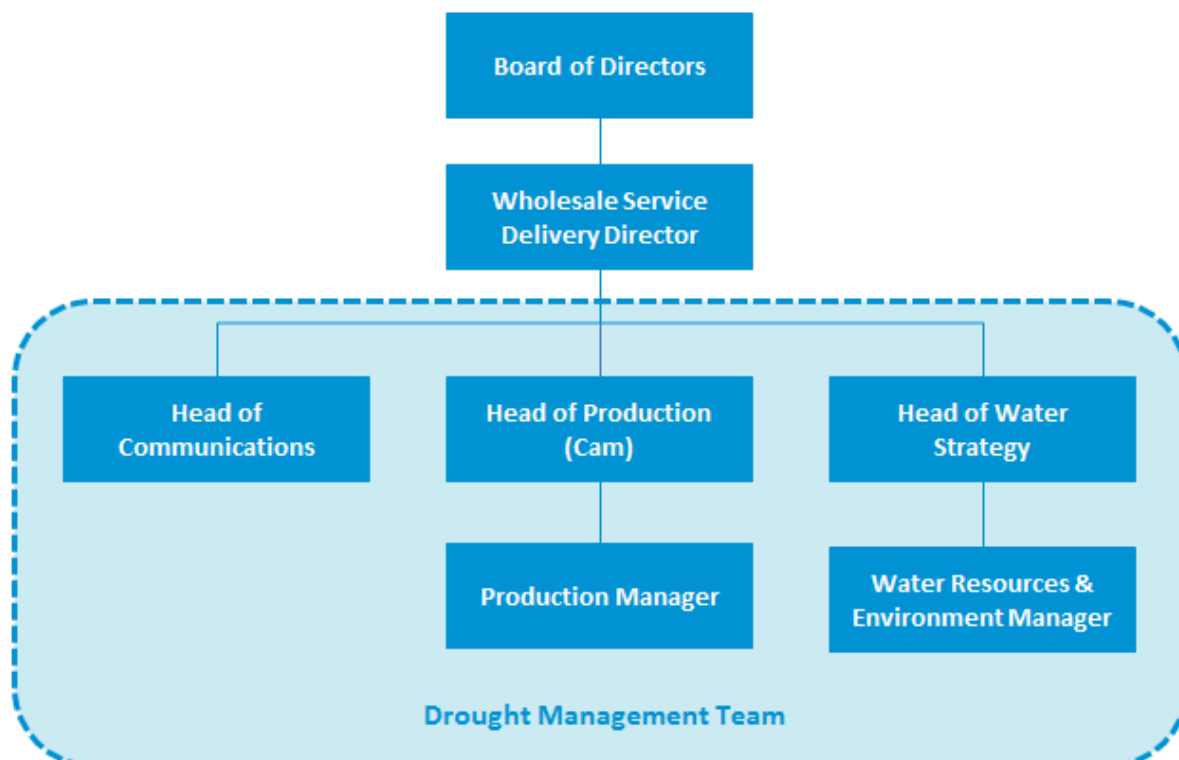 Board of Directors
Wholesale Service
Delivery Director
Head of
Communications
Head of Production
(Cam)
Head of Water
Strategy
Production Manager
Water Resources &
Environment Manager
Drought Management Team